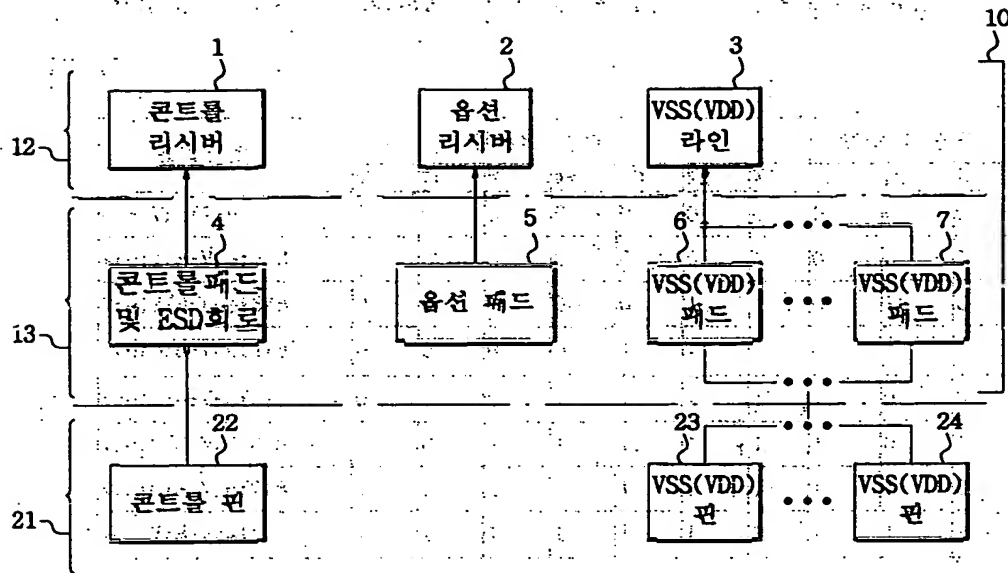 10
1
2
3
콘트롤
리시버
옵션
리시버
VSS(VDD)
라인
12
4
5
6
7
콘트롤패드
및 ESD회로
옵션 패드
VSS(VDD)
패드
VSS(VDD)
패드
13
22
23
24
콘트롤 핀
VSS(VDD)
핀
VSS(VDD)
핀
21